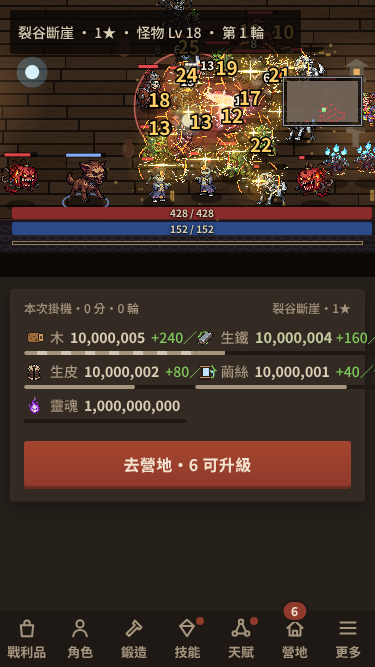 裂谷斷崖 · 1★ · 怪物 Lv 18 · 第 1 輪
25
10
24
13
19
21
18
17
12
13
13
22
428 / 428
152 / 152
本次掛機·0 分·0 輪
裂谷斷崖·1★
木 10,000,005 +240/
生鐵 10,000,004 +160/
生皮 10,000,002 +80/
繭絲 10,000,001 +40/
靈魂 1,000,000,000
去營地·6 可升級
6
戰利品
角色
鍛造
技能
天賦
營地
更多